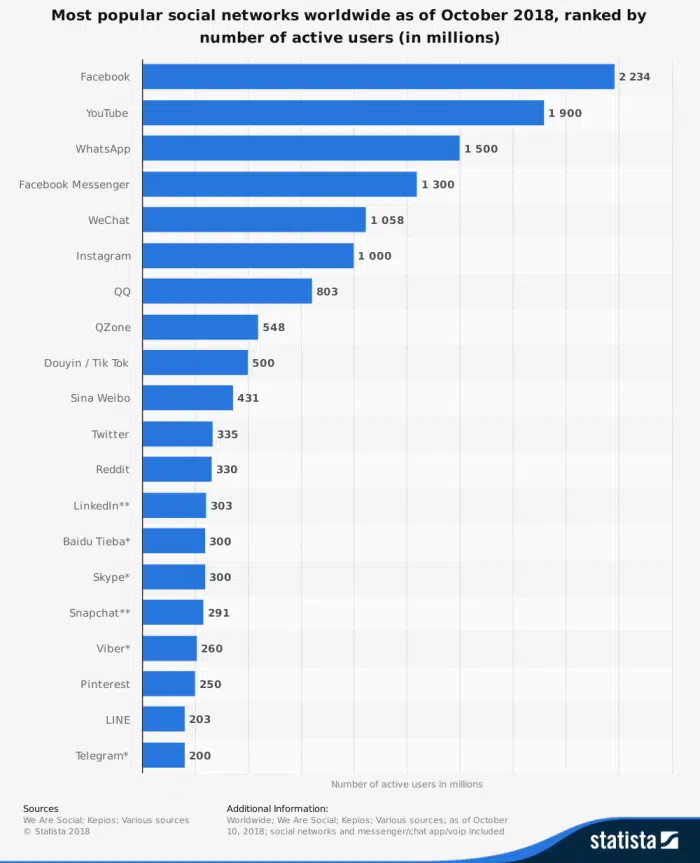 Most popular social networks worldwide as of October 2018, ranked by
number of active users (in millions)
Facebook 2 234
YouTube 1 900
WhatsApp 1 500
Facebook Messenger 1 300
WeChat 1 058
Instagram 1 000
QQ 803
QZone 548
Douyin / Tik Tok 500
Sina Weibo 431
Twitter 335
Reddit 330
LinkedIn** 303
Baidu Tieba* 300
Skype* 300
Snapchat** 291
Viber* 260
Pinterest 250
LINE 203
Telegram* 200
Number of active users in millions
Sources
We Are Social; Kepios; Various sources
© Statista 2018
Additional Information:
Worldwide; We Are Social; Kepios; Various sources; as of October
10, 2018; social networks and messenger/chat app/voip included
statista